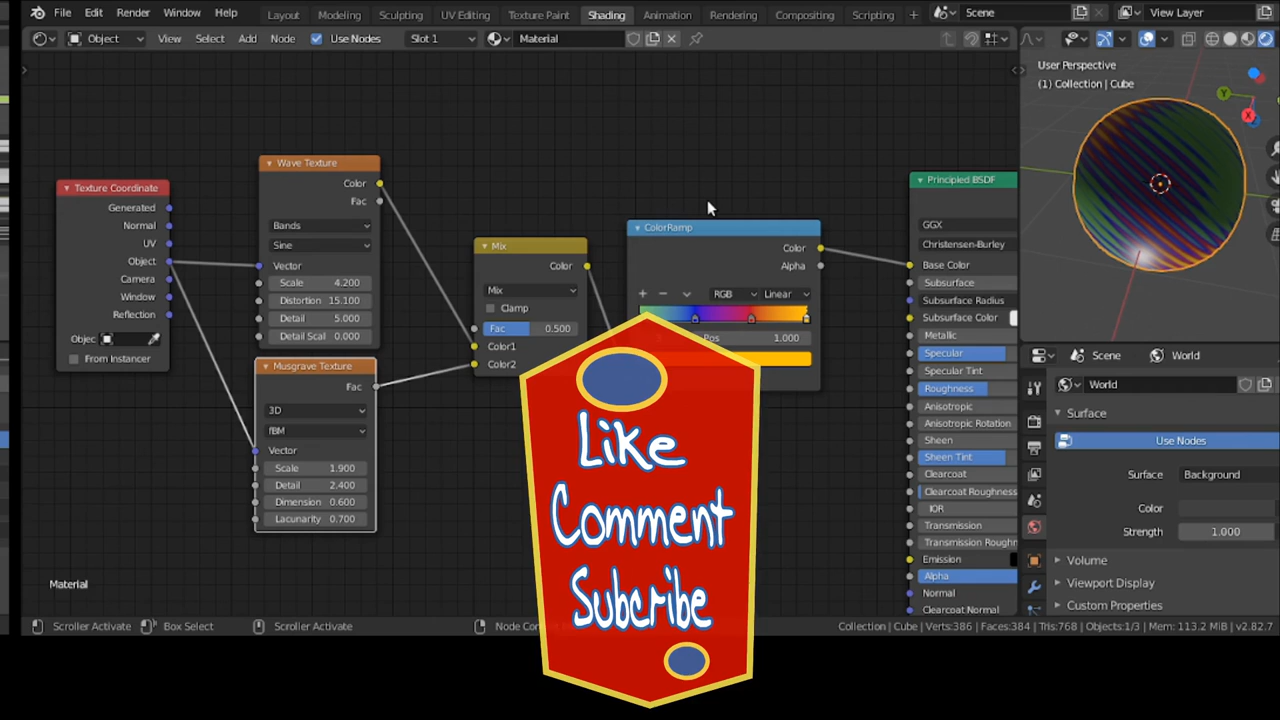 File Edit Render Window Help Layout Modeling Sculpting UV Editing Texture Paint Shading Animation Rendering Compositing Scripting + Scene View Layer
Object View Select Add Node Use Nodes Slot 1 Material
User Perspective
(1) Collection | Cube
Texture Coordinate
Generated
Normal
UV
Object
Camera
Window
Reflection
Objec
From Instancer
Wave Texture
Color
Fac
Bands
Sine
Vector
Scale 4.200
Distortion 15.100
Detail 5.000
Detail Scal 0.000
Musgrave Texture
Fac
3D
fBM
Vector
Scale 1.900
Detail 2.400
Dimension 0.600
Lacunarity 0.700
Mix
Color
Mix
Clamp
Fac 0.500
Color1
Color2
ColorRamp
Color
Alpha
RGB Linear
Pos 1.000
Principled BSDF
GGX
Christensen-Burley
Base Color
Subsurface
Subsurface Radius
Subsurface Color
Metallic
Specular
Specular Tint
Roughness
Anisotropic
Anisotropic Rotation
Sheen
Sheen Tint
Clearcoat
Clearcoat Roughness
IOR
Transmission
Transmission Roughn
Emission
Alpha
Normal
Clearcoat Normal
Y
X
Scene World
World
Surface
Use Nodes
Surface Background
Color
Strength 1.000
Volume
Viewport Display
Custom Properties
Like
Comment
Subcribe
Material
Scroller Activate Box Select Scroller Activate Node Con Collection | Cube | Verts:386 | Faces:384 | Tris:768 | Objects:1/3 | Mem: 113.2 MiB | v2.82.7